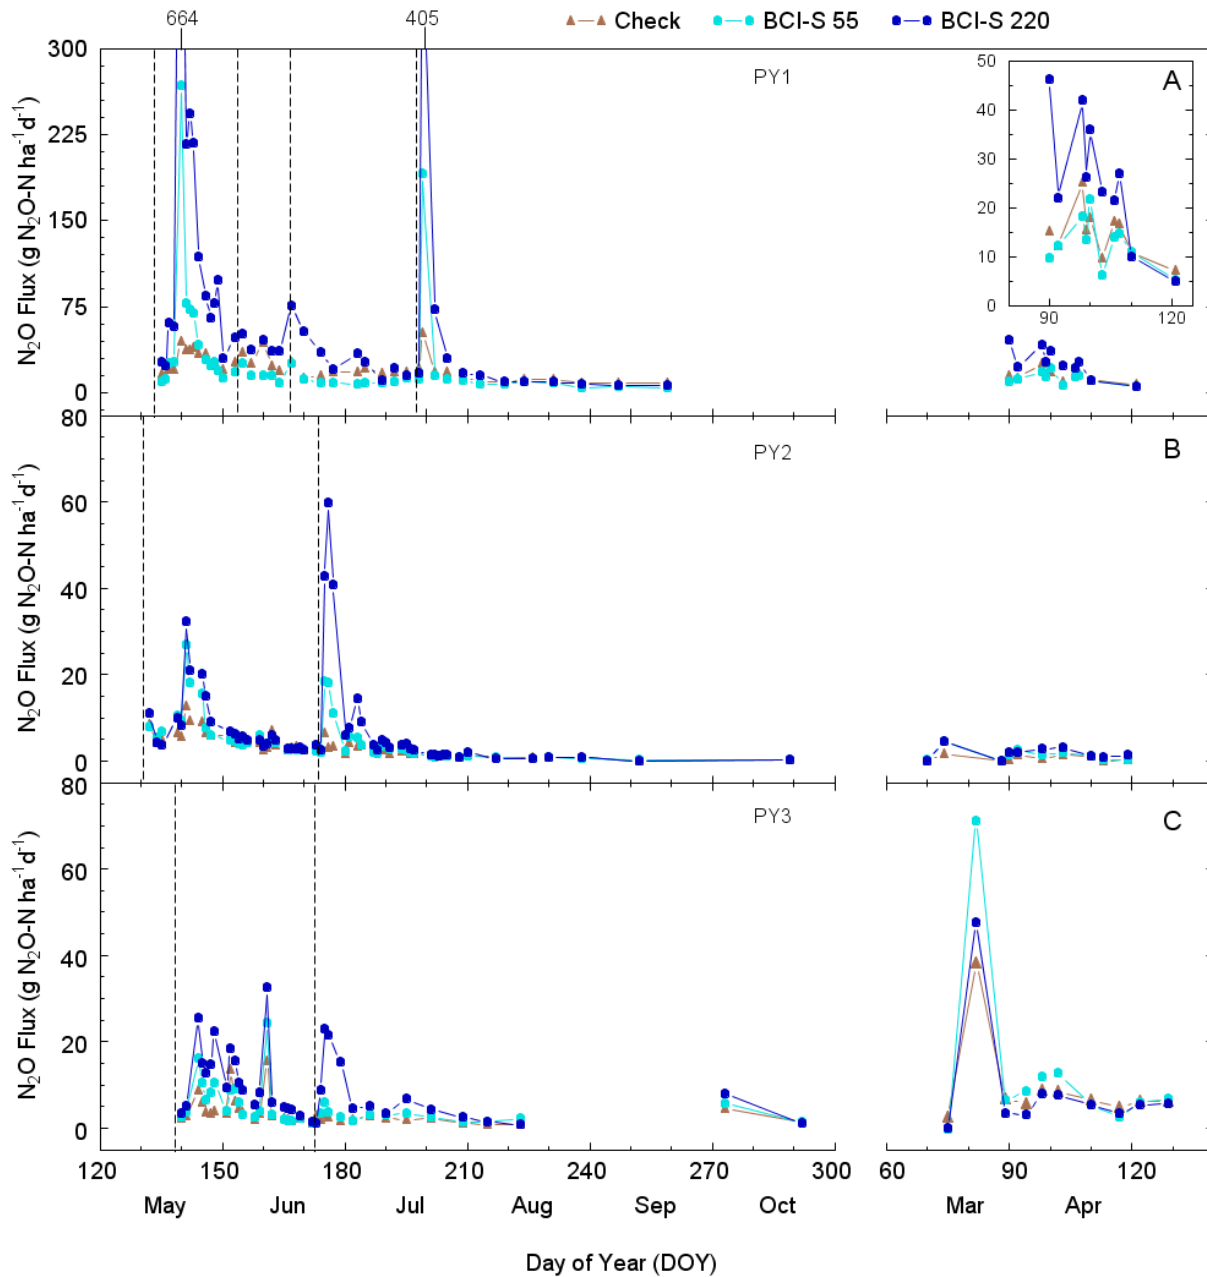 664 405 Check BCI-S 55 BCI-S 220
300 225 150 75 0
N₂O Flux (g N₂O-N ha⁻¹d⁻¹)
PY1
A
50 40 30 20 10 0
90 120
80 60 40 20 0
N₂O Flux (g N₂O-N ha⁻¹d⁻¹)
PY2
B
80 60 40 20 0
N₂O Flux (g N₂O-N ha⁻¹d⁻¹)
PY3
C
120 150 180 210 240 270 300 60 90 120
May Jun Jul Aug Sep Oct Mar Apr
Day of Year (DOY)